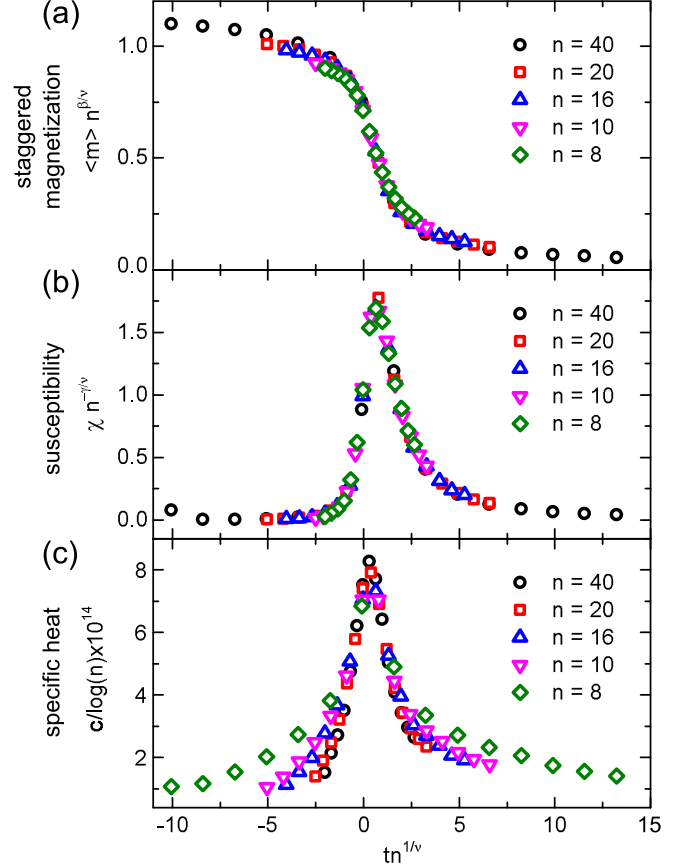 (a)
staggered
magnetization
<m> n^β/ν
1.0
0.5
0.0
n = 40
n = 20
n = 16
n = 10
n = 8
(b)
susceptibility
χ n^−γ/ν
1.5
1.0
0.5
0.0
n = 40
n = 20
n = 16
n = 10
n = 8
(c)
specific heat
c/log(n)x10^14
8
6
4
2
n = 40
n = 20
n = 16
n = 10
n = 8
-10 -5 0 5 10 15
tn^1/ν